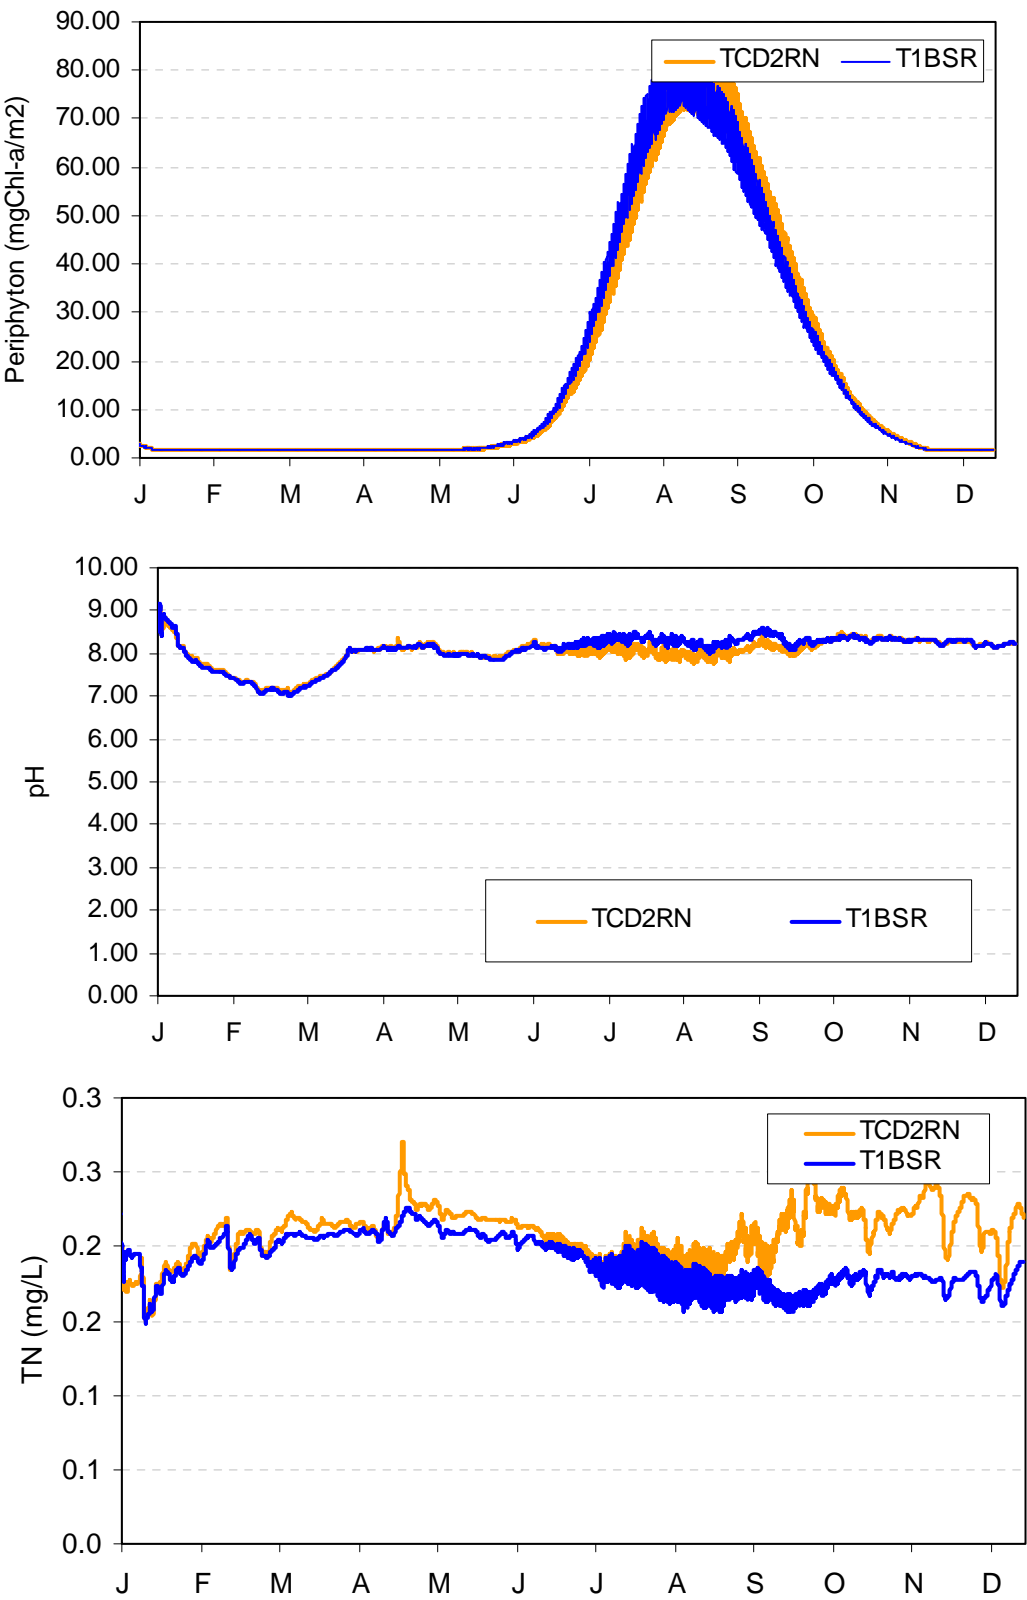 90.00
80.00
70.00
60.00
50.00
40.00
30.00
20.00
10.00
0.00
Periphyton (mgChl-a/m2)
TCD2RN T1BSR
J F M A M J J A S O N D
10.00
9.00
8.00
7.00
6.00
5.00
4.00
3.00
2.00
1.00
0.00
pH
TCD2RN T1BSR
J F M A M J J A S O N D
0.3
0.3
0.2
0.2
0.1
0.1
0.0
TN (mg/L)
TCD2RN
T1BSR
J F M A M J J A S O N D